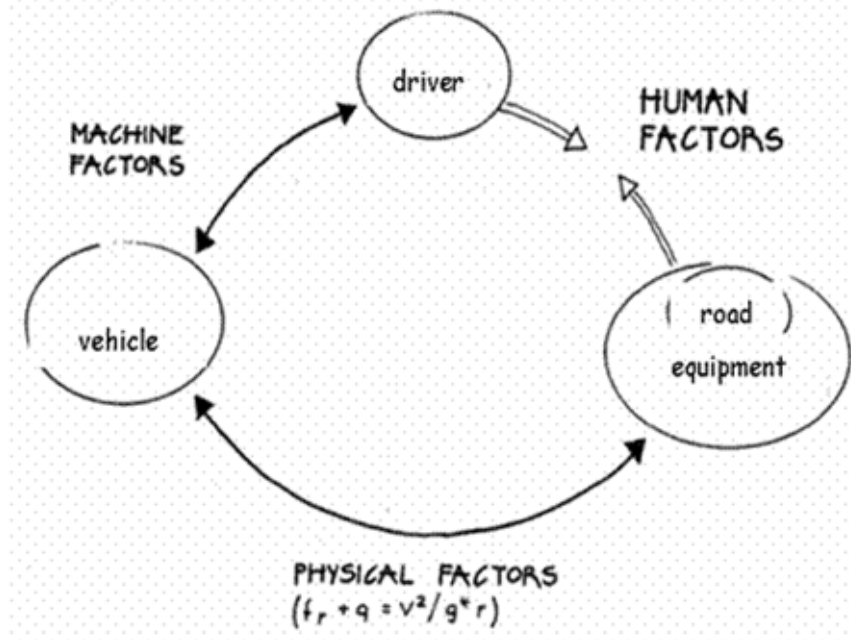 driver
HUMAN
FACTORS
MACHINE
FACTORS
vehicle
road
equipment
PHYSICAL FACTORS
(fr + q = v²/g*r)